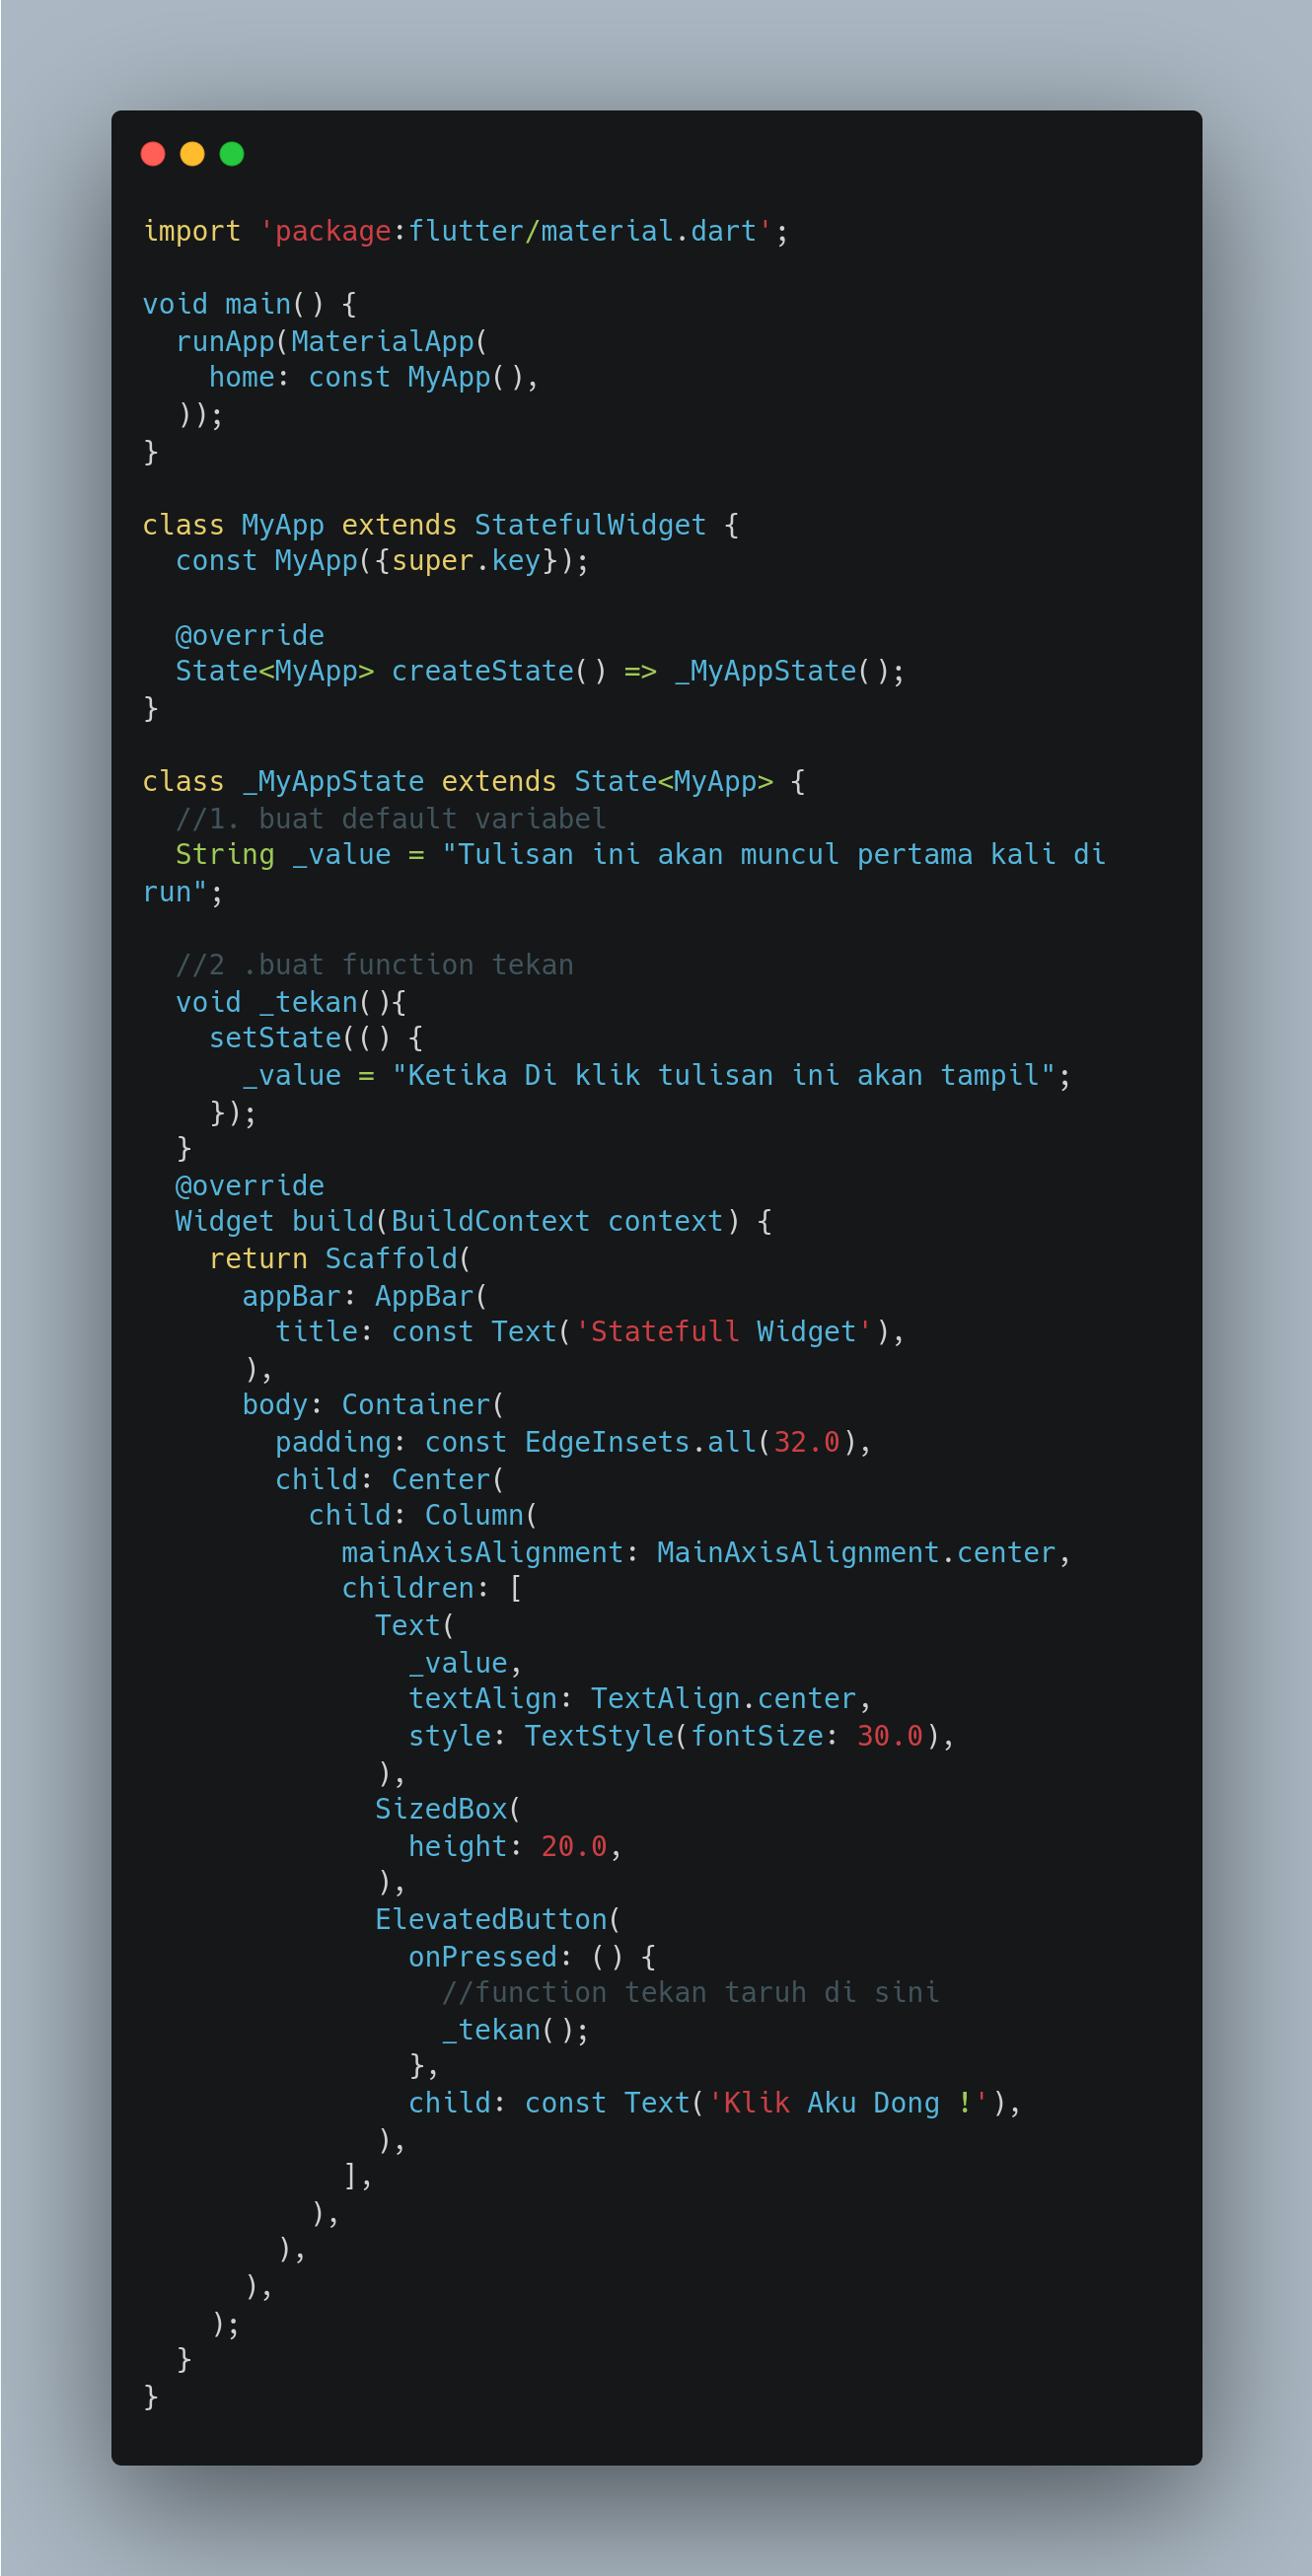 import 'package:flutter/material.dart';

void main() {
  runApp(MaterialApp(
    home: const MyApp(),
  ));
}

class MyApp extends StatefulWidget {
  const MyApp({super.key});

  @override
  State<MyApp> createState() => _MyAppState();
}

class _MyAppState extends State<MyApp> {
  //1. buat default variabel
  String _value = "Tulisan ini akan muncul pertama kali di
run";

  //2 .buat function tekan
  void _tekan(){
    setState(() {
      _value = "Ketika Di klik tulisan ini akan tampil";
    });
  }
  @override
  Widget build(BuildContext context) {
    return Scaffold(
      appBar: AppBar(
        title: const Text('Statefull Widget'),
      ),
      body: Container(
        padding: const EdgeInsets.all(32.0),
        child: Center(
          child: Column(
            mainAxisAlignment: MainAxisAlignment.center,
            children: [
              Text(
                _value,
                textAlign: TextAlign.center,
                style: TextStyle(fontSize: 30.0),
              ),
              SizedBox(
                height: 20.0,
              ),
              ElevatedButton(
                onPressed: () {
                  //function tekan taruh di sini
                  _tekan();
                },
                child: const Text('Klik Aku Dong !'),
              ),
            ],
          ),
        ),
      ),
    );
  }
}